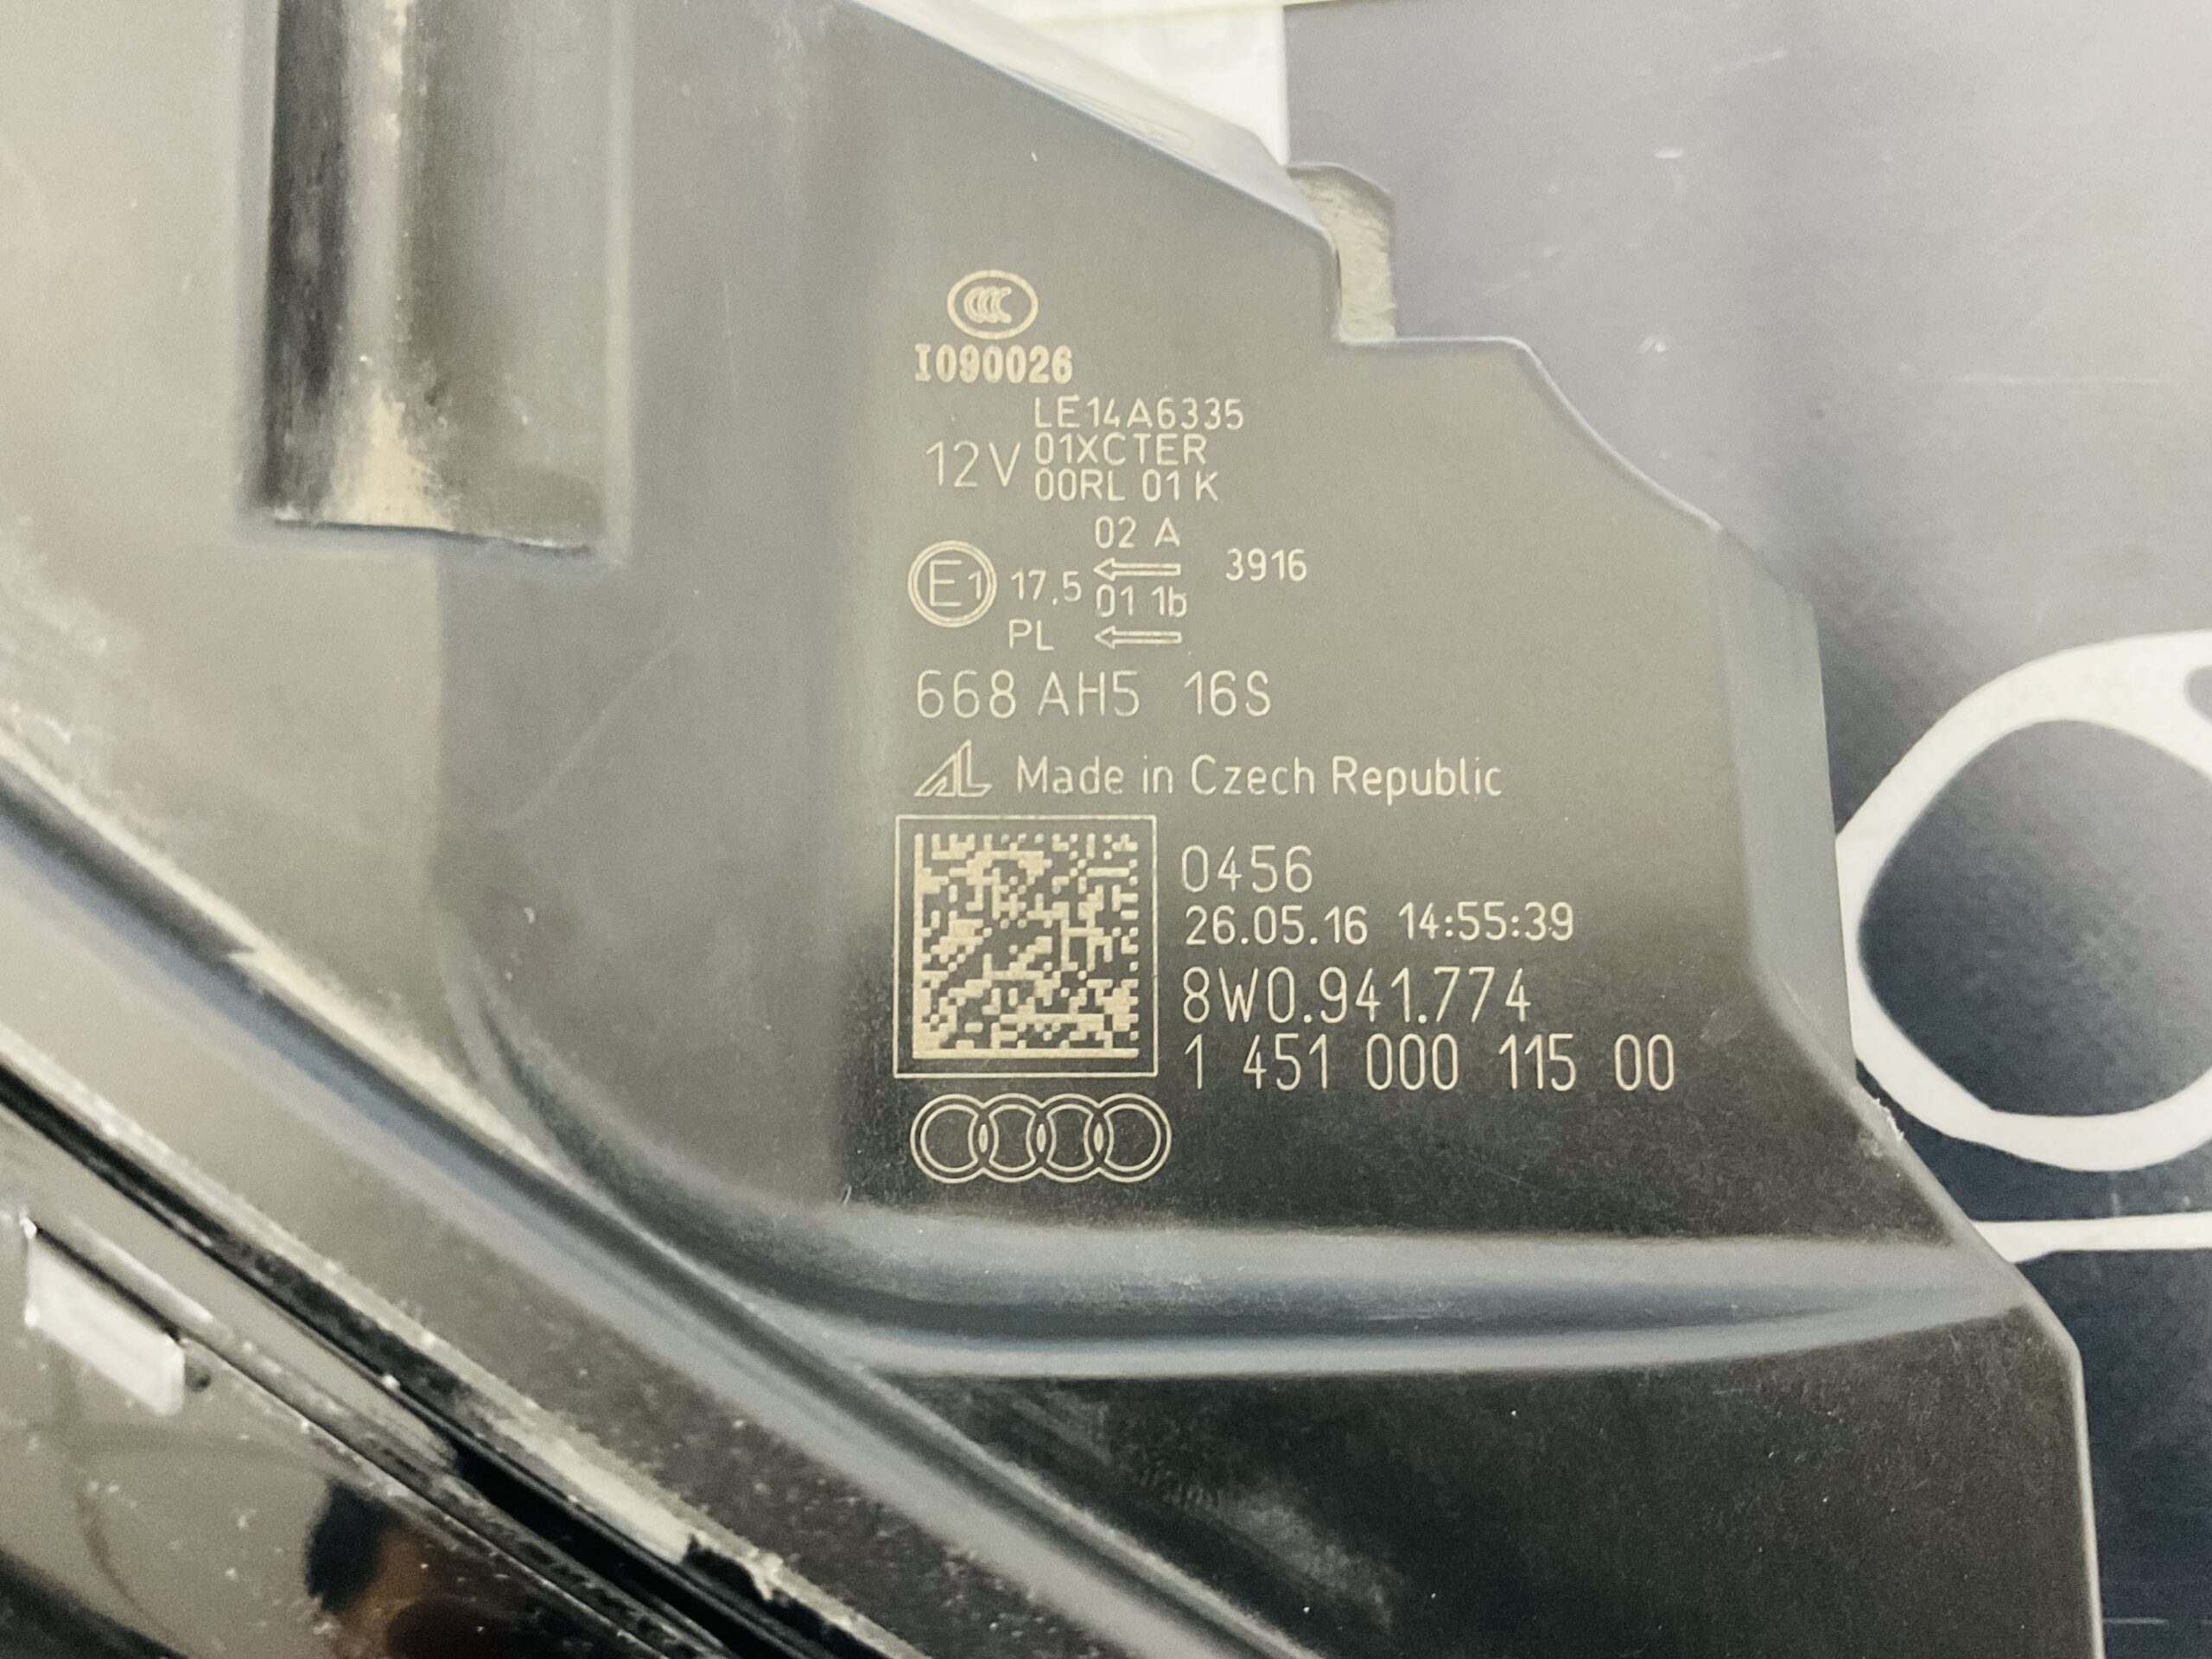 CCC
I090026
LE14A6335
12V 01XCTER
00RL 01 K
02 A
E1 17,5 3916
01 1b
PL
668 AH5 16S
AL Made in Czech Republic
0456
26.05.16 14:55:39
8W0.941.774
1 451 000 115 00